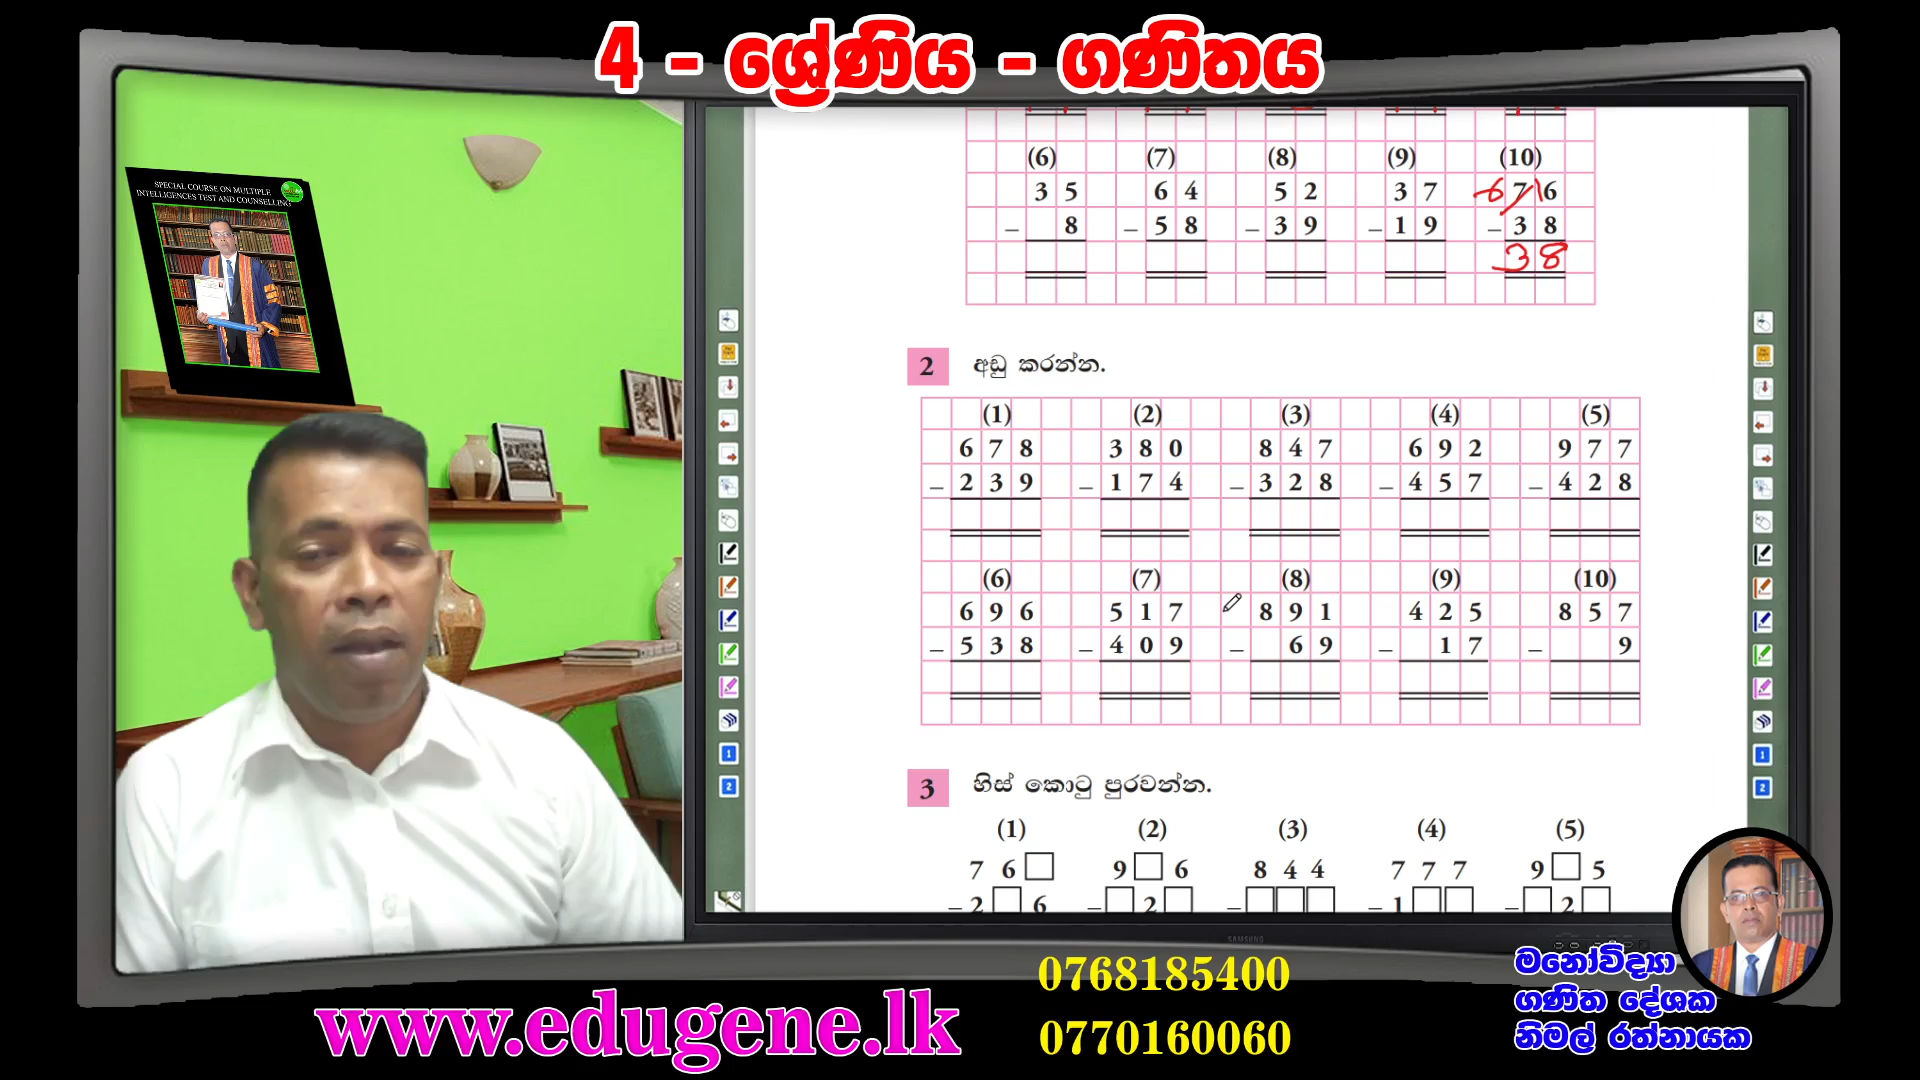 4 - ශ්‍රේණිය - ගණිතය
SPECIAL COURSE ON MULTIPLE
INTELLIGENCES TEST AND COUNSELLING
(6) (7) (8) (9) (10)
3 5 6 4 5 2 3 7 6 7 16
– 8 – 5 8 – 3 9 – 1 9 – 3 8
38
2 අඩු කරන්න.
(1) (2) (3) (4) (5)
6 7 8 3 8 0 8 4 7 6 9 2 9 7 7
– 2 3 9 – 1 7 4 – 3 2 8 – 4 5 7 – 4 2 8
(6) (7) (8) (9) (10)
6 9 6 5 1 7 8 9 1 4 2 5 8 5 7
– 5 3 8 – 4 0 9 – 6 9 – 1 7 – 9
3 හිස් කොටු පුරවන්න.
(1) (2) (3) (4) (5)
7 6 □ 9 □ 6 8 4 4 7 7 7 9 □ 5
– 2 □ 6 – □ 2 □ – □ □ □ – 1 □ □ – □ 2 □
SAMSUNG
www.edugene.lk
0768185400
0770160060
මනෝවිද්‍යා
ගණිත දේශක
නිමල් රත්නායක